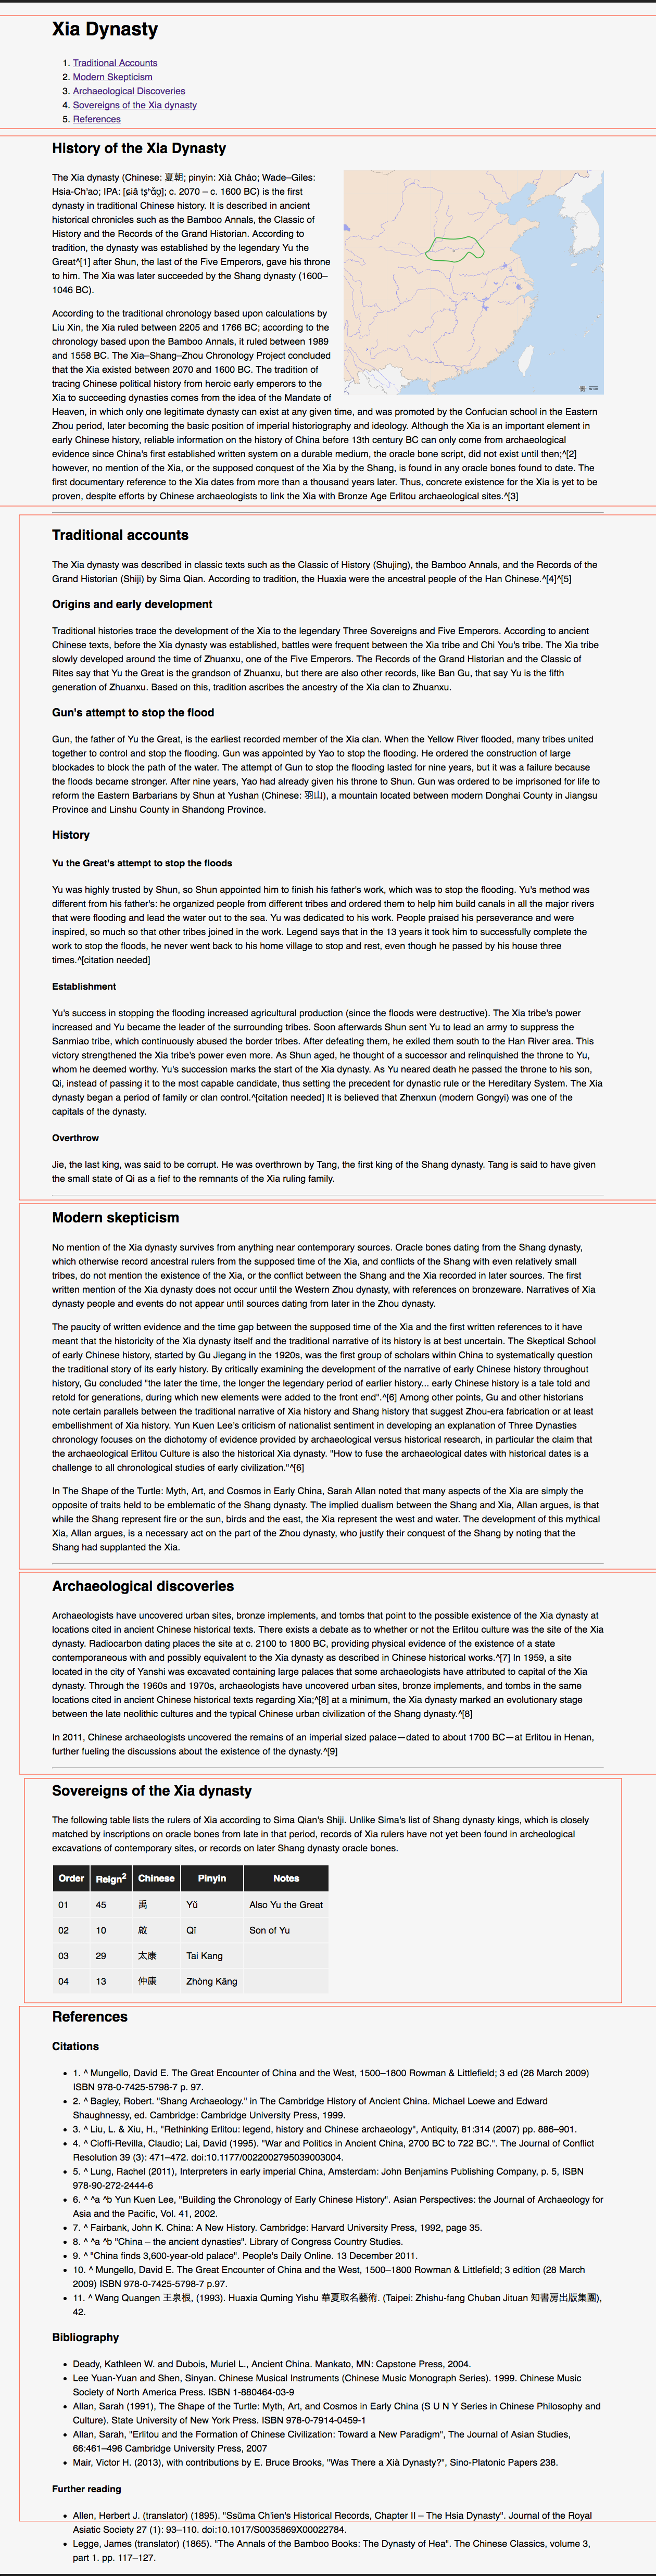 Xia Dynasty
1. Traditional Accounts
2. Modern Skepticism
3. Archaeological Discoveries
4. Sovereigns of the Xia dynasty
5. References
History of the Xia Dynasty
The Xia dynasty (Chinese: 夏朝; pinyin: Xià Cháo; Wade–Giles:
Hsia-Ch'ao; IPA: [ɕiâ tʂʰɑ̌ʊ̯]; c. 2070 – c. 1600 BC) is the first
dynasty in traditional Chinese history. It is described in ancient
historical chronicles such as the Bamboo Annals, the Classic of
History and the Records of the Grand Historian. According to
tradition, the dynasty was established by the legendary Yu the
Great^[1] after Shun, the last of the Five Emperors, gave his throne
to him. The Xia was later succeeded by the Shang dynasty (1600–
1046 BC).
According to the traditional chronology based upon calculations by
Liu Xin, the Xia ruled between 2205 and 1766 BC; according to the
chronology based upon the Bamboo Annals, it ruled between 1989
and 1558 BC. The Xia–Shang–Zhou Chronology Project concluded
that the Xia existed between 2070 and 1600 BC. The tradition of
tracing Chinese political history from heroic early emperors to the
Xia to succeeding dynasties comes from the idea of the Mandate of
Heaven, in which only one legitimate dynasty can exist at any given time, and was promoted by the Confucian school in the Eastern
Zhou period, later becoming the basic position of imperial historiography and ideology. Although the Xia is an important element in
early Chinese history, reliable information on the history of China before 13th century BC can only come from archaeological
evidence since China's first established written system on a durable medium, the oracle bone script, did not exist until then;^[2]
however, no mention of the Xia, or the supposed conquest of the Xia by the Shang, is found in any oracle bones found to date. The
first documentary reference to the Xia dates from more than a thousand years later. Thus, concrete existence for the Xia is yet to be
proven, despite efforts by Chinese archaeologists to link the Xia with Bronze Age Erlitou archaeological sites.^[3]
Traditional accounts
The Xia dynasty was described in classic texts such as the Classic of History (Shujing), the Bamboo Annals, and the Records of the
Grand Historian (Shiji) by Sima Qian. According to tradition, the Huaxia were the ancestral people of the Han Chinese.^[4]^[5]
Origins and early development
Traditional histories trace the development of the Xia to the legendary Three Sovereigns and Five Emperors. According to ancient
Chinese texts, before the Xia dynasty was established, battles were frequent between the Xia tribe and Chi You's tribe. The Xia tribe
slowly developed around the time of Zhuanxu, one of the Five Emperors. The Records of the Grand Historian and the Classic of
Rites say that Yu the Great is the grandson of Zhuanxu, but there are also other records, like Ban Gu, that say Yu is the fifth
generation of Zhuanxu. Based on this, tradition ascribes the ancestry of the Xia clan to Zhuanxu.
Gun's attempt to stop the flood
Gun, the father of Yu the Great, is the earliest recorded member of the Xia clan. When the Yellow River flooded, many tribes united
together to control and stop the flooding. Gun was appointed by Yao to stop the flooding. He ordered the construction of large
blockades to block the path of the water. The attempt of Gun to stop the flooding lasted for nine years, but it was a failure because
the floods became stronger. After nine years, Yao had already given his throne to Shun. Gun was ordered to be imprisoned for life to
reform the Eastern Barbarians by Shun at Yushan (Chinese: 羽山), a mountain located between modern Donghai County in Jiangsu
Province and Linshu County in Shandong Province.
History
Yu the Great's attempt to stop the floods
Yu was highly trusted by Shun, so Shun appointed him to finish his father's work, which was to stop the flooding. Yu's method was
different from his father's: he organized people from different tribes and ordered them to help him build canals in all the major rivers
that were flooding and lead the water out to the sea. Yu was dedicated to his work. People praised his perseverance and were
inspired, so much so that other tribes joined in the work. Legend says that in the 13 years it took him to successfully complete the
work to stop the floods, he never went back to his home village to stop and rest, even though he passed by his house three
times.^[citation needed]
Establishment
Yu's success in stopping the flooding increased agricultural production (since the floods were destructive). The Xia tribe's power
increased and Yu became the leader of the surrounding tribes. Soon afterwards Shun sent Yu to lead an army to suppress the
Sanmiao tribe, which continuously abused the border tribes. After defeating them, he exiled them south to the Han River area. This
victory strengthened the Xia tribe's power even more. As Shun aged, he thought of a successor and relinquished the throne to Yu,
whom he deemed worthy. Yu's succession marks the start of the Xia dynasty. As Yu neared death he passed the throne to his son,
Qi, instead of passing it to the most capable candidate, thus setting the precedent for dynastic rule or the Hereditary System. The Xia
dynasty began a period of family or clan control.^[citation needed] It is believed that Zhenxun (modern Gongyi) was one of the
capitals of the dynasty.
Overthrow
Jie, the last king, was said to be corrupt. He was overthrown by Tang, the first king of the Shang dynasty. Tang is said to have given
the small state of Qi as a fief to the remnants of the Xia ruling family.
Modern skepticism
No mention of the Xia dynasty survives from anything near contemporary sources. Oracle bones dating from the Shang dynasty,
which otherwise record ancestral rulers from the supposed time of the Xia, and conflicts of the Shang with even relatively small
tribes, do not mention the existence of the Xia, or the conflict between the Shang and the Xia recorded in later sources. The first
written mention of the Xia dynasty does not occur until the Western Zhou dynasty, with references on bronzeware. Narratives of Xia
dynasty people and events do not appear until sources dating from later in the Zhou dynasty.
The paucity of written evidence and the time gap between the supposed time of the Xia and the first written references to it have
meant that the historicity of the Xia dynasty itself and the traditional narrative of its history is at best uncertain. The Skeptical School
of early Chinese history, started by Gu Jiegang in the 1920s, was the first group of scholars within China to systematically question
the traditional story of its early history. By critically examining the development of the narrative of early Chinese history throughout
history, Gu concluded "the later the time, the longer the legendary period of earlier history... early Chinese history is a tale told and
retold for generations, during which new elements were added to the front end".^[6] Among other points, Gu and other historians
note certain parallels between the traditional narrative of Xia history and Shang history that suggest Zhou-era fabrication or at least
embellishment of Xia history. Yun Kuen Lee's criticism of nationalist sentiment in developing an explanation of Three Dynasties
chronology focuses on the dichotomy of evidence provided by archaeological versus historical research, in particular the claim that
the archaeological Erlitou Culture is also the historical Xia dynasty. "How to fuse the archaeological dates with historical dates is a
challenge to all chronological studies of early civilization."^[6]
In The Shape of the Turtle: Myth, Art, and Cosmos in Early China, Sarah Allan noted that many aspects of the Xia are simply the
opposite of traits held to be emblematic of the Shang dynasty. The implied dualism between the Shang and Xia, Allan argues, is that
while the Shang represent fire or the sun, birds and the east, the Xia represent the west and water. The development of this mythical
Xia, Allan argues, is a necessary act on the part of the Zhou dynasty, who justify their conquest of the Shang by noting that the
Shang had supplanted the Xia.
Archaeological discoveries
Archaeologists have uncovered urban sites, bronze implements, and tombs that point to the possible existence of the Xia dynasty at
locations cited in ancient Chinese historical texts. There exists a debate as to whether or not the Erlitou culture was the site of the Xia
dynasty. Radiocarbon dating places the site at c. 2100 to 1800 BC, providing physical evidence of the existence of a state
contemporaneous with and possibly equivalent to the Xia dynasty as described in Chinese historical works.^[7] In 1959, a site
located in the city of Yanshi was excavated containing large palaces that some archaeologists have attributed to capital of the Xia
dynasty. Through the 1960s and 1970s, archaeologists have uncovered urban sites, bronze implements, and tombs in the same
locations cited in ancient Chinese historical texts regarding Xia;^[8] at a minimum, the Xia dynasty marked an evolutionary stage
between the late neolithic cultures and the typical Chinese urban civilization of the Shang dynasty.^[8]
In 2011, Chinese archaeologists uncovered the remains of an imperial sized palace—dated to about 1700 BC—at Erlitou in Henan,
further fueling the discussions about the existence of the dynasty.^[9]
Sovereigns of the Xia dynasty
The following table lists the rulers of Xia according to Sima Qian's Shiji. Unlike Sima's list of Shang dynasty kings, which is closely
matched by inscriptions on oracle bones from late in that period, records of Xia rulers have not yet been found in archeological
excavations of contemporary sites, or records on later Shang dynasty oracle bones.
Order Reign2 Chinese Pinyin Notes
01 45 禹 Yǔ Also Yu the Great
02 10 啟 Qǐ Son of Yu
03 29 太康 Tai Kang
04 13 仲康 Zhòng Kāng
References
Citations
1. ^ Mungello, David E. The Great Encounter of China and the West, 1500–1800 Rowman & Littlefield; 3 ed (28 March 2009)
ISBN 978-0-7425-5798-7 p. 97.
2. ^ Bagley, Robert. "Shang Archaeology." in The Cambridge History of Ancient China. Michael Loewe and Edward
Shaughnessy, ed. Cambridge: Cambridge University Press, 1999.
3. ^ Liu, L. & Xiu, H., "Rethinking Erlitou: legend, history and Chinese archaeology", Antiquity, 81:314 (2007) pp. 886–901.
4. ^ Cioffi-Revilla, Claudio; Lai, David (1995). "War and Politics in Ancient China, 2700 BC to 722 BC.". The Journal of Conflict
Resolution 39 (3): 471–472. doi:10.1177/0022002795039003004.
5. ^ Lung, Rachel (2011), Interpreters in early imperial China, Amsterdam: John Benjamins Publishing Company, p. 5, ISBN
978-90-272-2444-6
6. ^ ^a ^b Yun Kuen Lee, "Building the Chronology of Early Chinese History". Asian Perspectives: the Journal of Archaeology for
Asia and the Pacific, Vol. 41, 2002.
7. ^ Fairbank, John K. China: A New History. Cambridge: Harvard University Press, 1992, page 35.
8. ^ ^a ^b "China – the ancient dynasties". Library of Congress Country Studies.
9. ^ "China finds 3,600-year-old palace". People's Daily Online. 13 December 2011.
10. ^ Mungello, David E. The Great Encounter of China and the West, 1500–1800 Rowman & Littlefield; 3 edition (28 March
2009) ISBN 978-0-7425-5798-7 p.97.
11. ^ Wang Quangen 王泉根, (1993). Huaxia Quming Yishu 華夏取名藝術. (Taipei: Zhishu-fang Chuban Jituan 知書房出版集團),
42.
Bibliography
Deady, Kathleen W. and Dubois, Muriel L., Ancient China. Mankato, MN: Capstone Press, 2004.
Lee Yuan-Yuan and Shen, Sinyan. Chinese Musical Instruments (Chinese Music Monograph Series). 1999. Chinese Music
Society of North America Press. ISBN 1-880464-03-9
Allan, Sarah (1991), The Shape of the Turtle: Myth, Art, and Cosmos in Early China (S U N Y Series in Chinese Philosophy and
Culture). State University of New York Press. ISBN 978-0-7914-0459-1
Allan, Sarah, "Erlitou and the Formation of Chinese Civilization: Toward a New Paradigm", The Journal of Asian Studies,
66:461–496 Cambridge University Press, 2007
Mair, Victor H. (2013), with contributions by E. Bruce Brooks, "Was There a Xià Dynasty?", Sino-Platonic Papers 238.
Further reading
Allen, Herbert J. (translator) (1895). "Ssŭma Ch'ien's Historical Records, Chapter II – The Hsia Dynasty". Journal of the Royal
Asiatic Society 27 (1): 93–110. doi:10.1017/S0035869X00022784.
Legge, James (translator) (1865). "The Annals of the Bamboo Books: The Dynasty of Hea". The Chinese Classics, volume 3,
part 1. pp. 117–127.